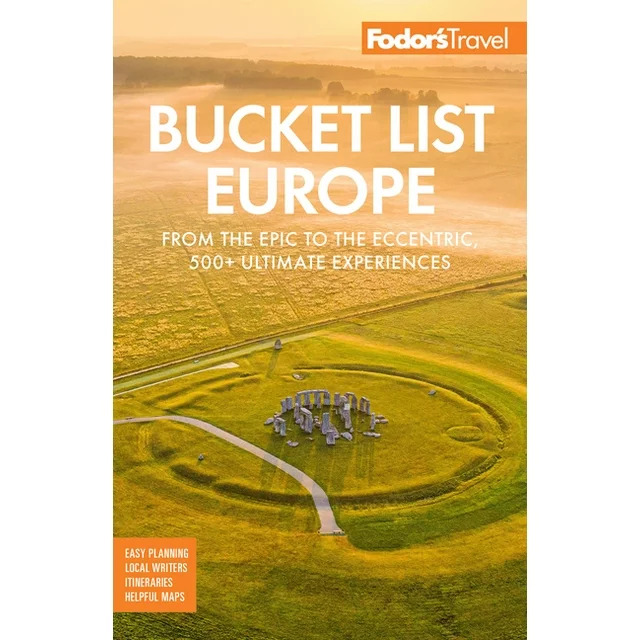 Fodor'sTravel
BUCKET LIST
EUROPE
FROM THE EPIC TO THE ECCENTRIC,
500+ ULTIMATE EXPERIENCES
EASY PLANNING
LOCAL WRITERS
ITINERARIES
HELPFUL MAPS